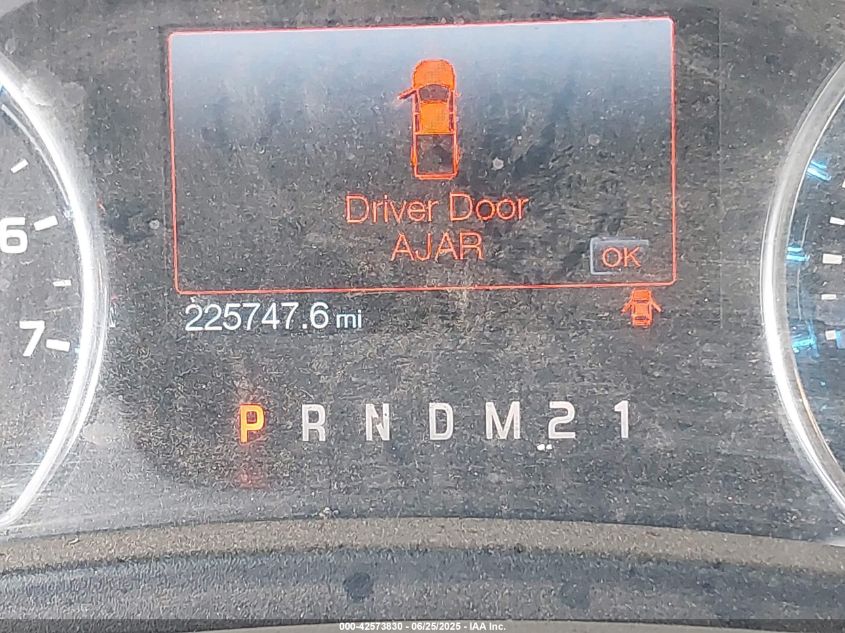 Driver Door
AJAR
OK
225747.6 mi
6
7
P R N D M 2 1
000-42573830 - 06/25/2025 - IAA Inc.